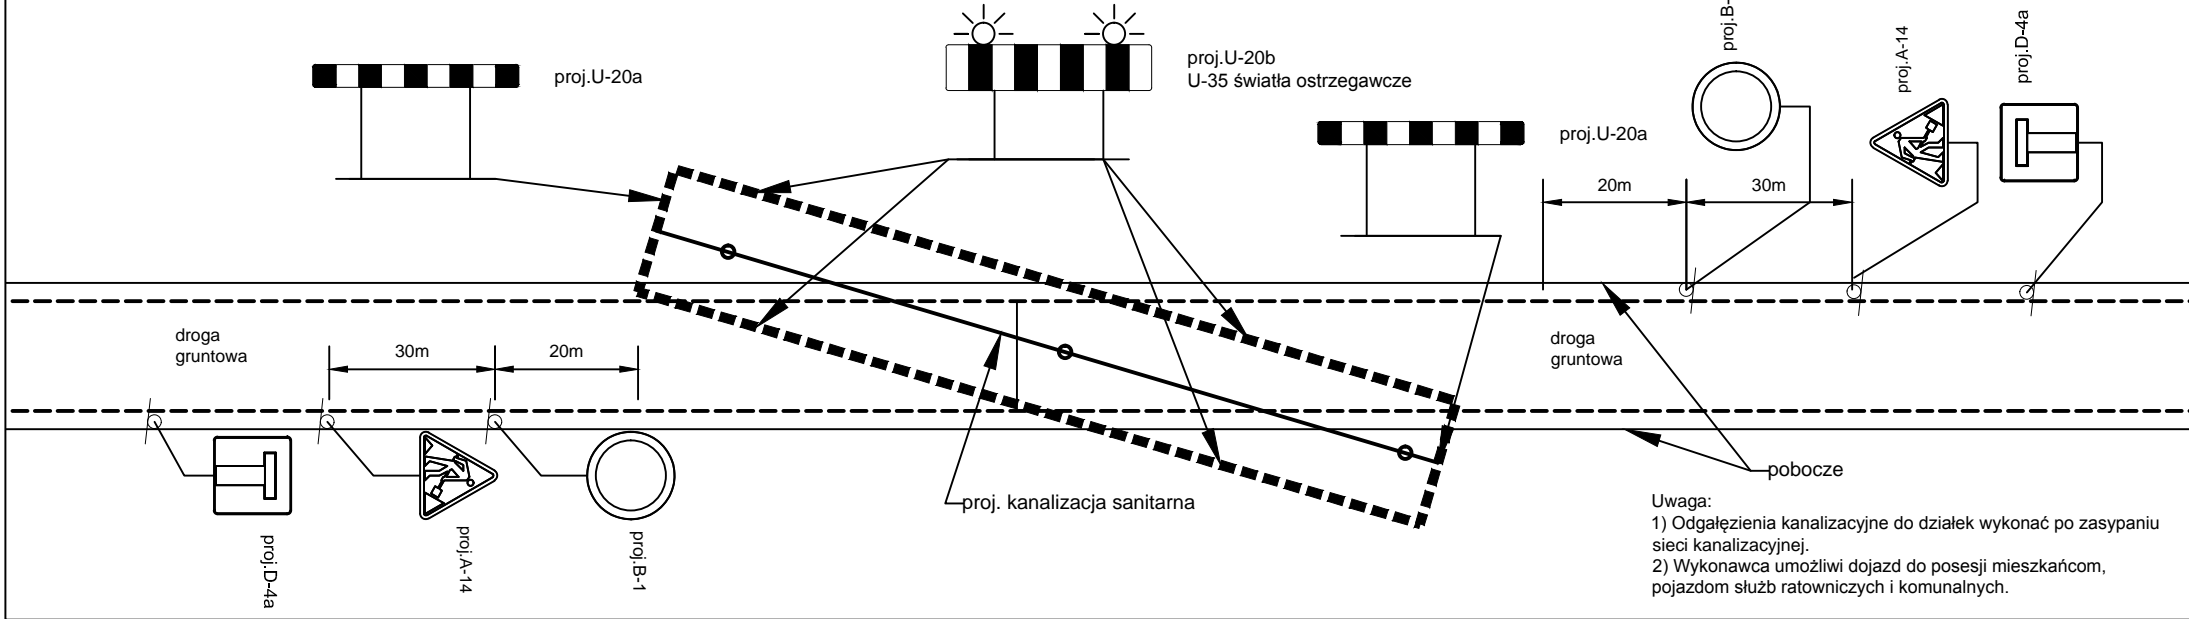 proj.U-20a
proj.U-20b
U-35 światła ostrzegawcze
proj.U-20a
proj.B-
proj.A-14
proj.D-4a
20m
30m
droga
gruntowa
30m
20m
droga
gruntowa
proj.D-4a
proj.A-14
proj.B-1
proj. kanalizacja sanitarna
pobocze
Uwaga:
1) Odgałęzienia kanalizacyjne do działek wykonać po zasypaniu
sieci kanalizacyjnej.
2) Wykonawca umożliwi dojazd do posesji mieszkańcom,
pojazdom służb ratowniczych i komunalnych.